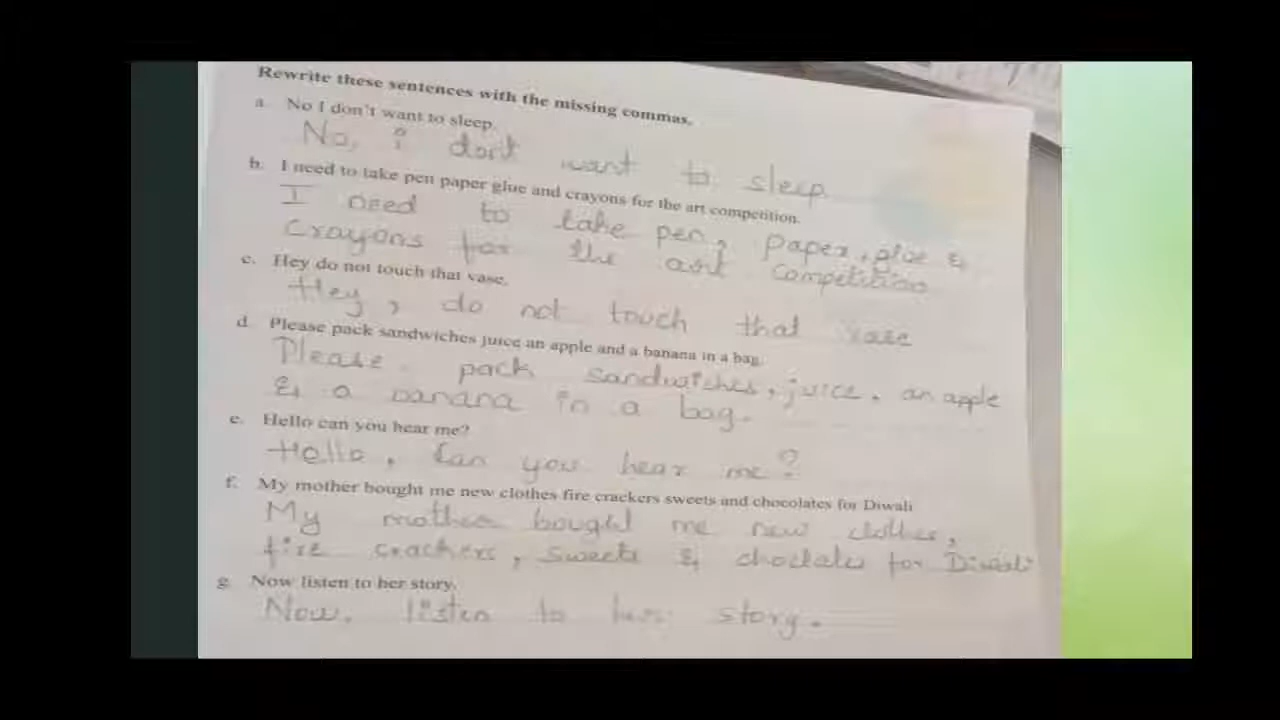 Rewrite these sentences with the missing commas.
a. No I don't want to sleep.
No, i dont want to sleep
b. I need to take pen paper glue and crayons for the art competition.
I need to take pen, paper, glue &
Crayons for the art Competition
c. Hey do not touch that vase.
Hey, do not touch that vase
d. Please pack sandwiches juice an apple and a banana in a bag.
Please pack sandwiches, juice, an apple
& a banana in a bag.
e. Hello can you hear me?
Hello, Can you hear me?
f. My mother bought me new clothes fire crackers sweets and chocolates for Diwali
My mother bought me new clothes,
fire crackers, sweets & choclates for Diwali
g. Now listen to her story.
Now, listen to her story.